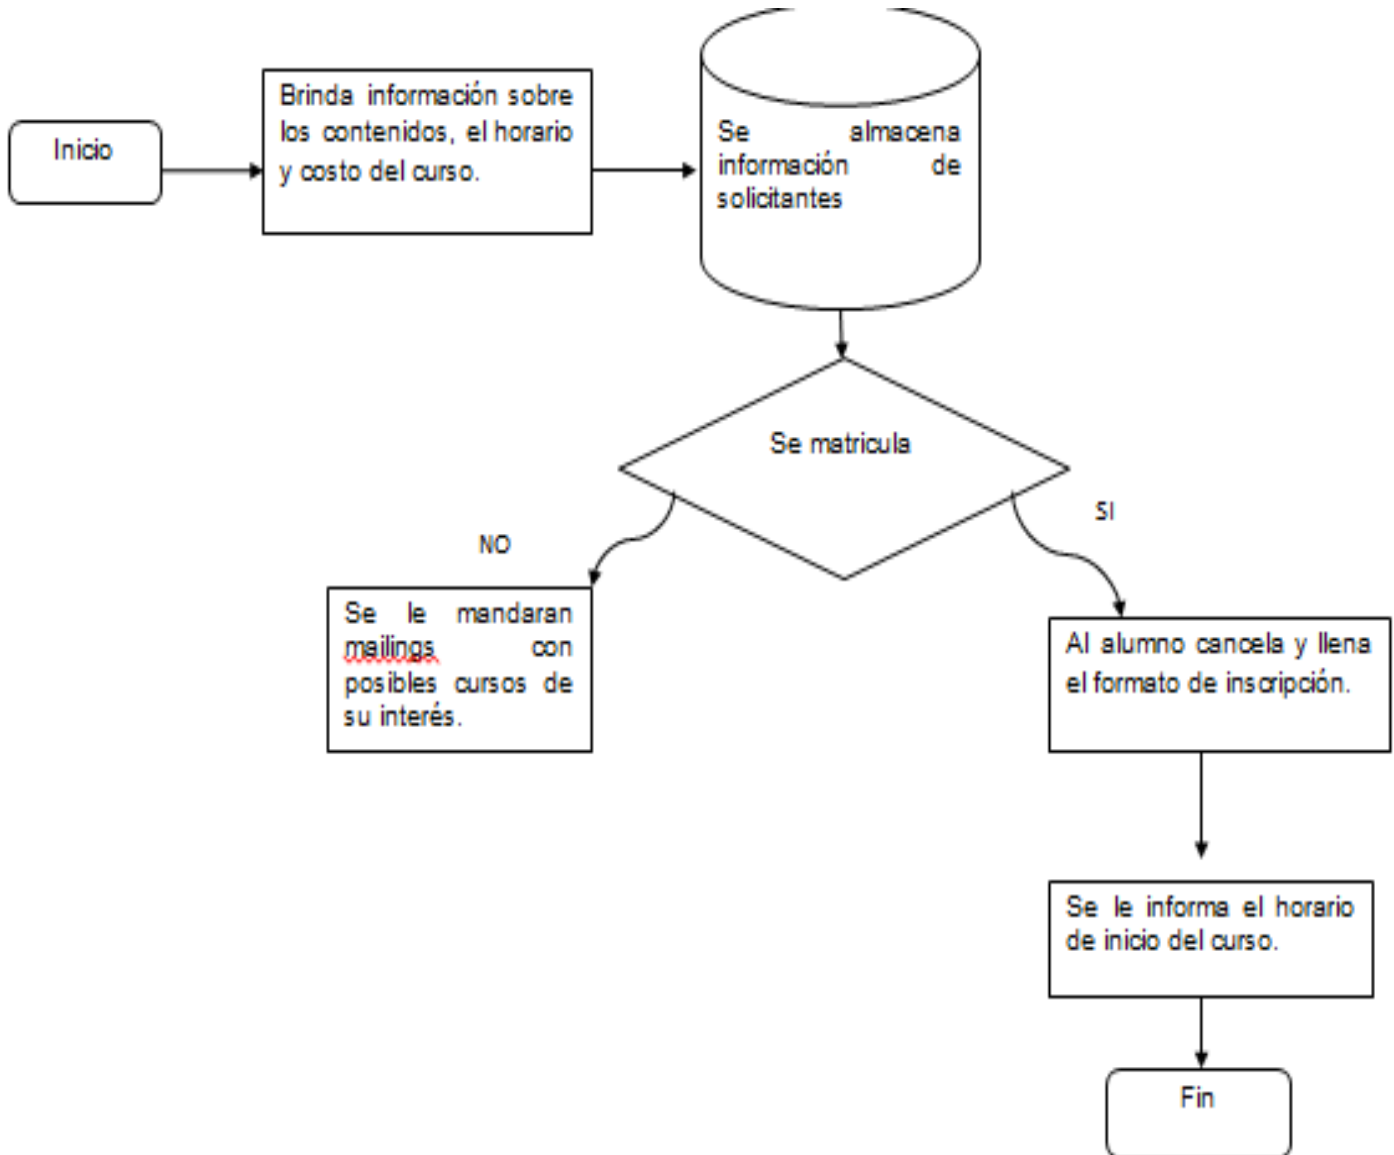 Inicio
Brinda información sobre
los contenidos, el horario
y costo del curso.
Se almacena
información de
solicitantes
Se matricula
NO
SI
Se le mandaran
mailings con
posibles cursos de
su interés.
Al alumno cancela y llena
el formato de inscripción.
Se le informa el horario
de inicio del curso.
Fin